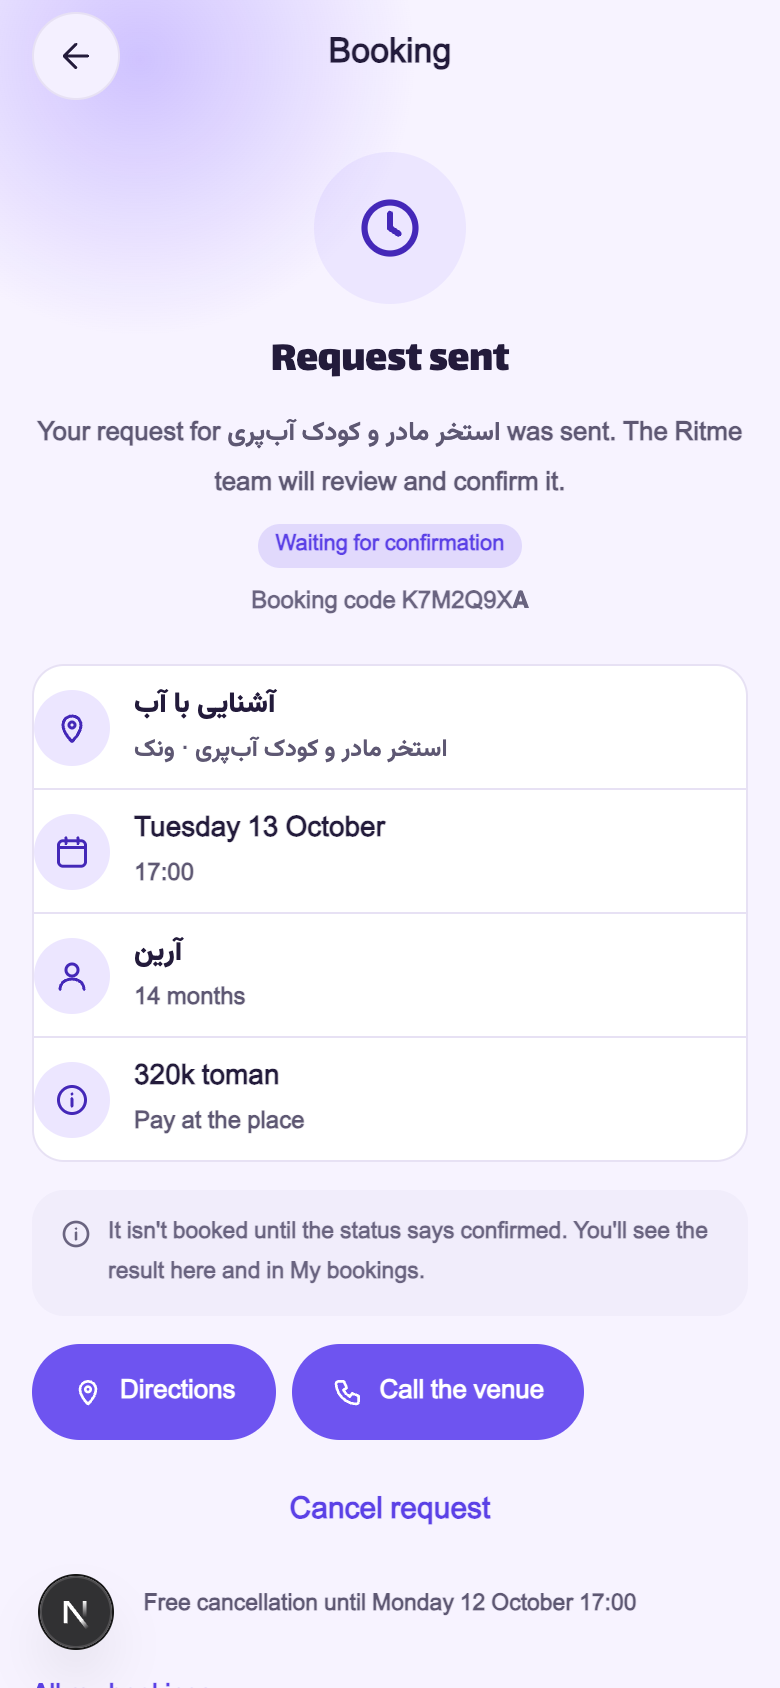 Booking
Request sent
Your request for استخر مادر و کودک آب‌پری was sent. The Ritme
team will review and confirm it.
Waiting for confirmation
Booking code K7M2Q9XA
آشنایی با آب
استخر مادر و کودک آب‌پری · ونک
Tuesday 13 October
17:00
آرین
14 months
320k toman
Pay at the place
It isn't booked until the status says confirmed. You'll see the
result here and in My bookings.
Directions
Call the venue
Cancel request
N
Free cancellation until Monday 12 October 17:00